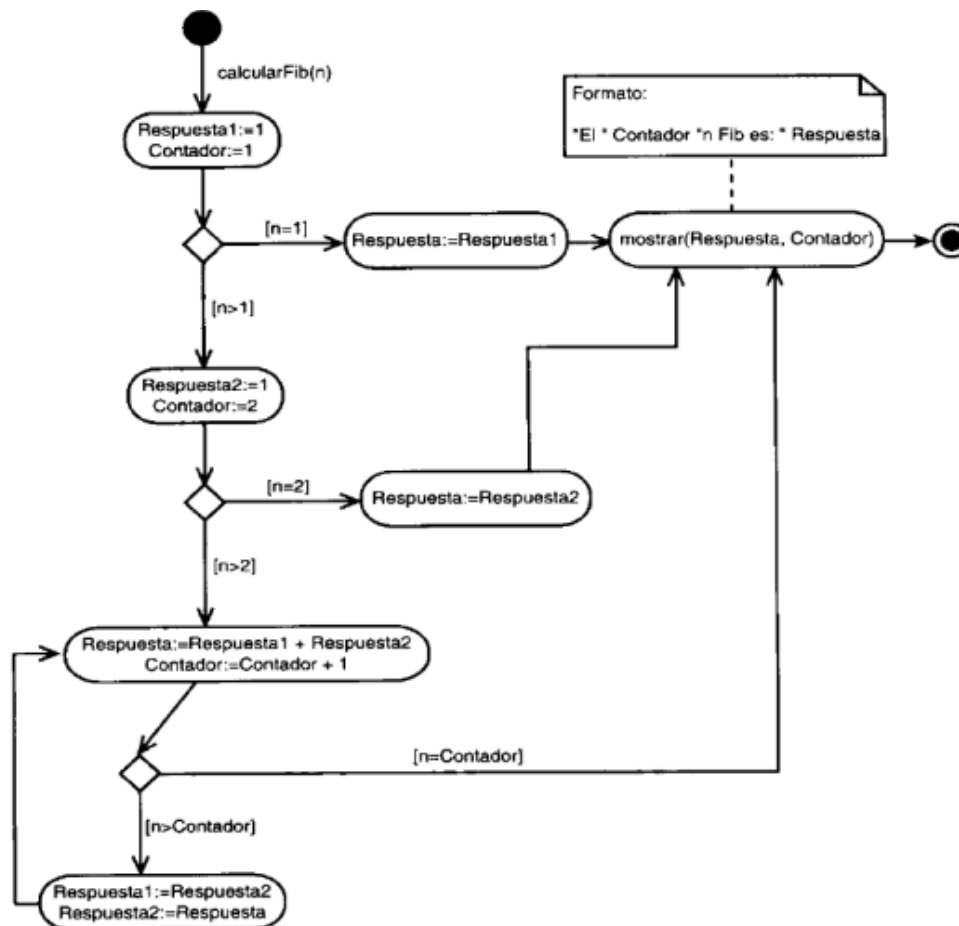 calcularFib(n)
Respuesta1:=1
Contador:=1
Formato:
"El " Contador "n Fib es: " Respuesta
[n=1]
Respuesta:=Respuesta1
mostrar(Respuesta, Contador)
[n>1]
Respuesta2:=1
Contador:=2
[n=2]
Respuesta:=Respuesta2
[n>2]
Respuesta:=Respuesta1 + Respuesta2
Contador:=Contador + 1
[n=Contador]
[n>Contador]
Respuesta1:=Respuesta2
Respuesta2:=Respuesta